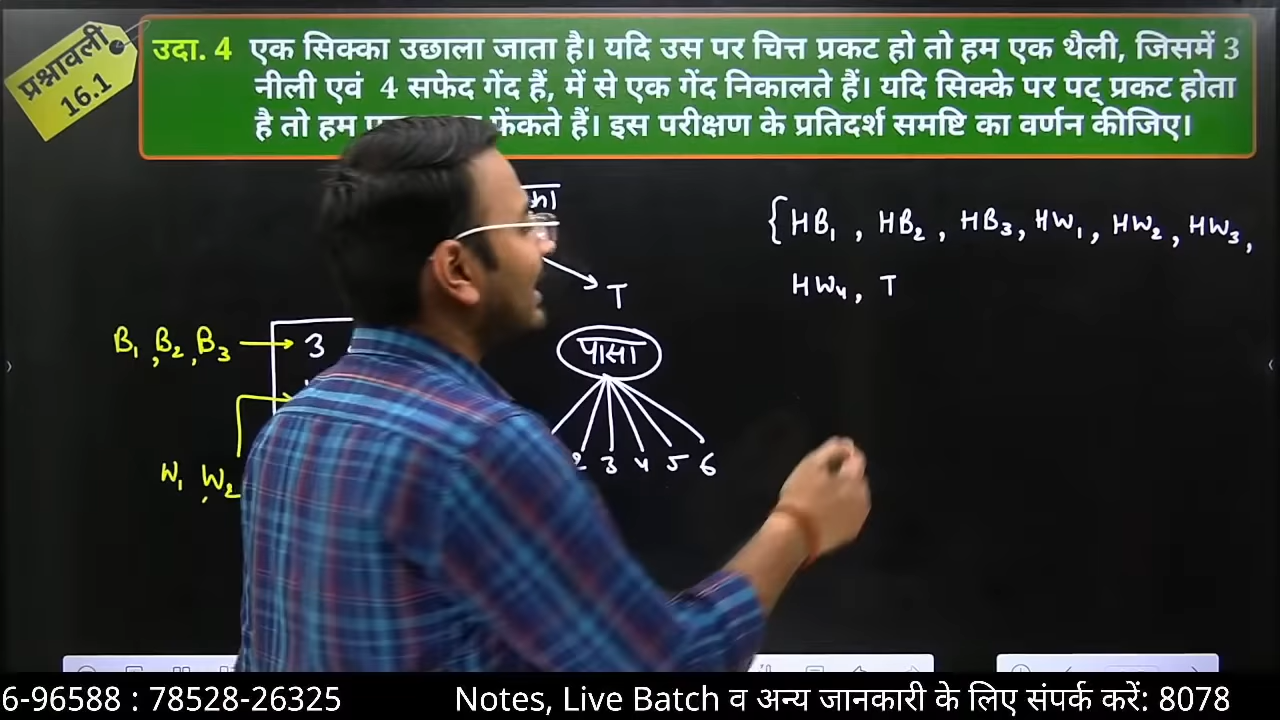 प्रश्नावली
16.1
उदा. 4 एक सिक्का उछाला जाता है। यदि उस पर चित्त प्रकट हो तो हम एक थैली, जिसमें 3
नीली एवं 4 सफेद गेंद हैं, में से एक गेंद निकालते हैं। यदि सिक्के पर पट् प्रकट होता
है तो हम फेंकते हैं। इस परीक्षण के प्रतिदर्श समष्टि का वर्णन कीजिए।
{HB₁ , HB₂ , HB₃, HW₁ , HW₂ , HW₃,
HW₄, T
T
B₁ , B₂ , B₃ 3
पासा
2 3 4 5 6
W₁ , W₂
6-96588 : 78528-26325 Notes, Live Batch व अन्य जानकारी के लिए संपर्क करें: 8078